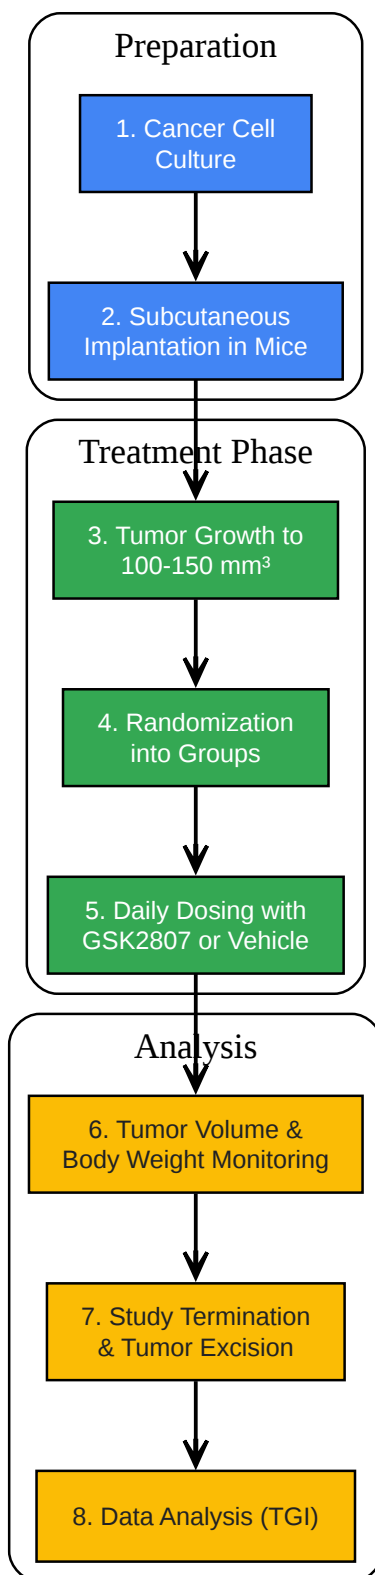 Preparation
1. Cancer Cell
Culture
2. Subcutaneous
Implantation in Mice
Treatment Phase
3. Tumor Growth to
100-150 mm³
4. Randomization
into Groups
5. Daily Dosing with
GSK2807 or Vehicle
Analysis
6. Tumor Volume &
Body Weight Monitoring
7. Study Termination
& Tumor Excision
8. Data Analysis (TGI)